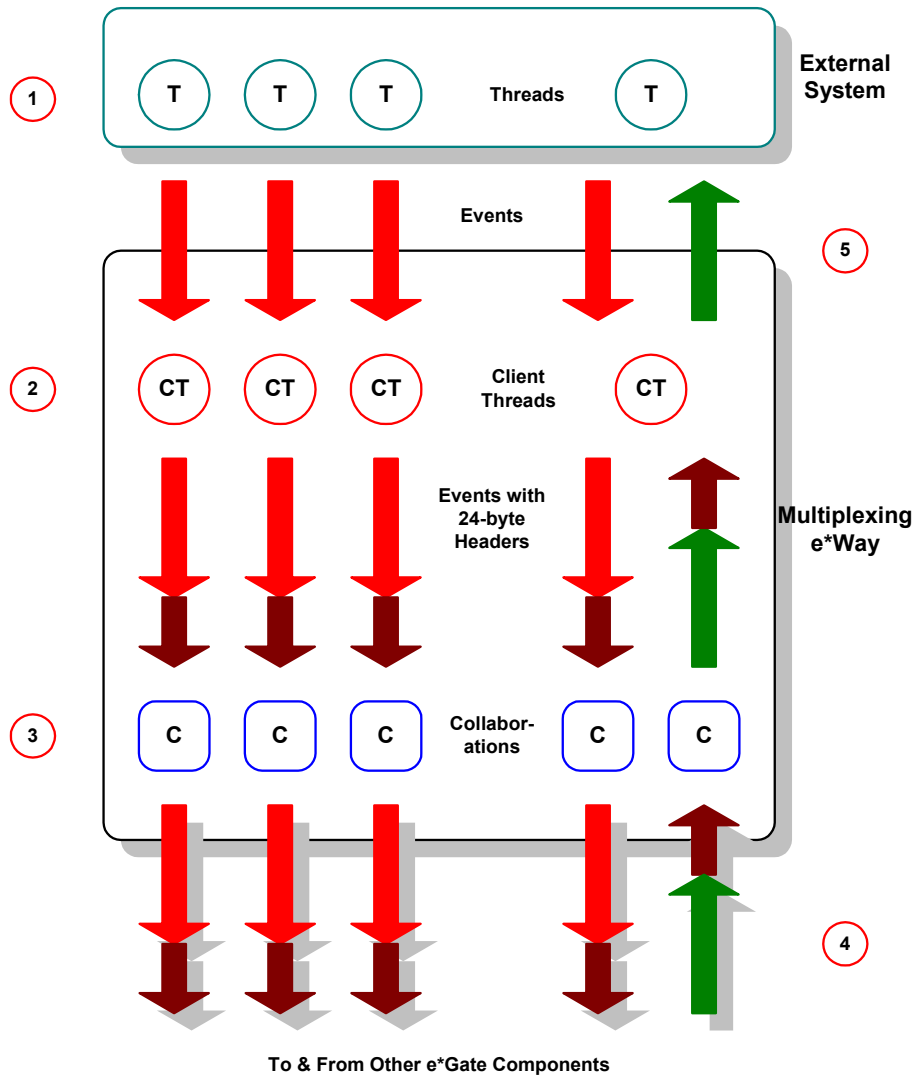 External
System
1
T
T
T
Threads
T
Events
5
2
CT
CT
CT
Client
Threads
CT
Events with
24-byte
Headers
Multiplexing
e*Way
3
C
C
C
Collabor-
ations
C
C
4
To & From Other e*Gate Components